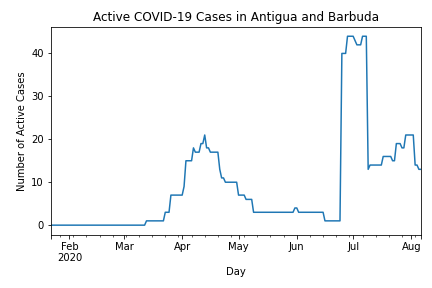 Active COVID-19 Cases in Antigua and Barbuda
Number of Active Cases
40
30
20
10
0
Feb Mar Apr May Jun Jul Aug
2020
Day